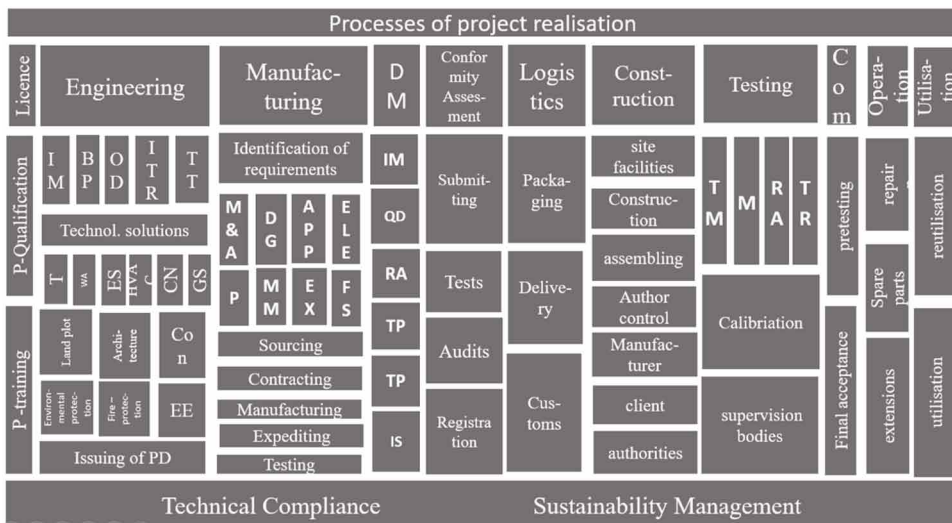 Processes of project realisation
Licence
Engineering
Manufac-
turing
D
M
Confor
mity
Asses-
ment
Logis
tics
Const-
ruction
Testing
C
o
m
Opera-
tion
Utilisa-
tion
P-Qualification
P -training
I
M
B
P
O
D
I
T
R
T
T
Technol. solutions
T
WA
ES
HVA
C
CN
GS
Land plot
Archi-
tecture
Co
n
Environ-
mental
protec-
tion
Fire –
protec-
tion
EE
Issuing of PD
Identification of
requirements
M
&
A
D
G
A
P
P
E
L
E
P
M
M
E
X
F
S
Sourcing
Contracting
Manufacturing
Expediting
Testing
IM
QD
RA
TP
TP
IS
Submit-
ting
Tests
Audits
Registra
tion
Packa-
ging
Delive-
ry
Cus-
toms
site
facilities
Construc-
tion
assembling
Author
control
Manufac-
turer
client
authorities
T
M
M
R
A
T
R
Calibriation
supervision
bodies
pretesting
Final acceptance
repair
Spare
parts
extensions
reutilisation
utilisation
Technical Compliance
Sustainability Management